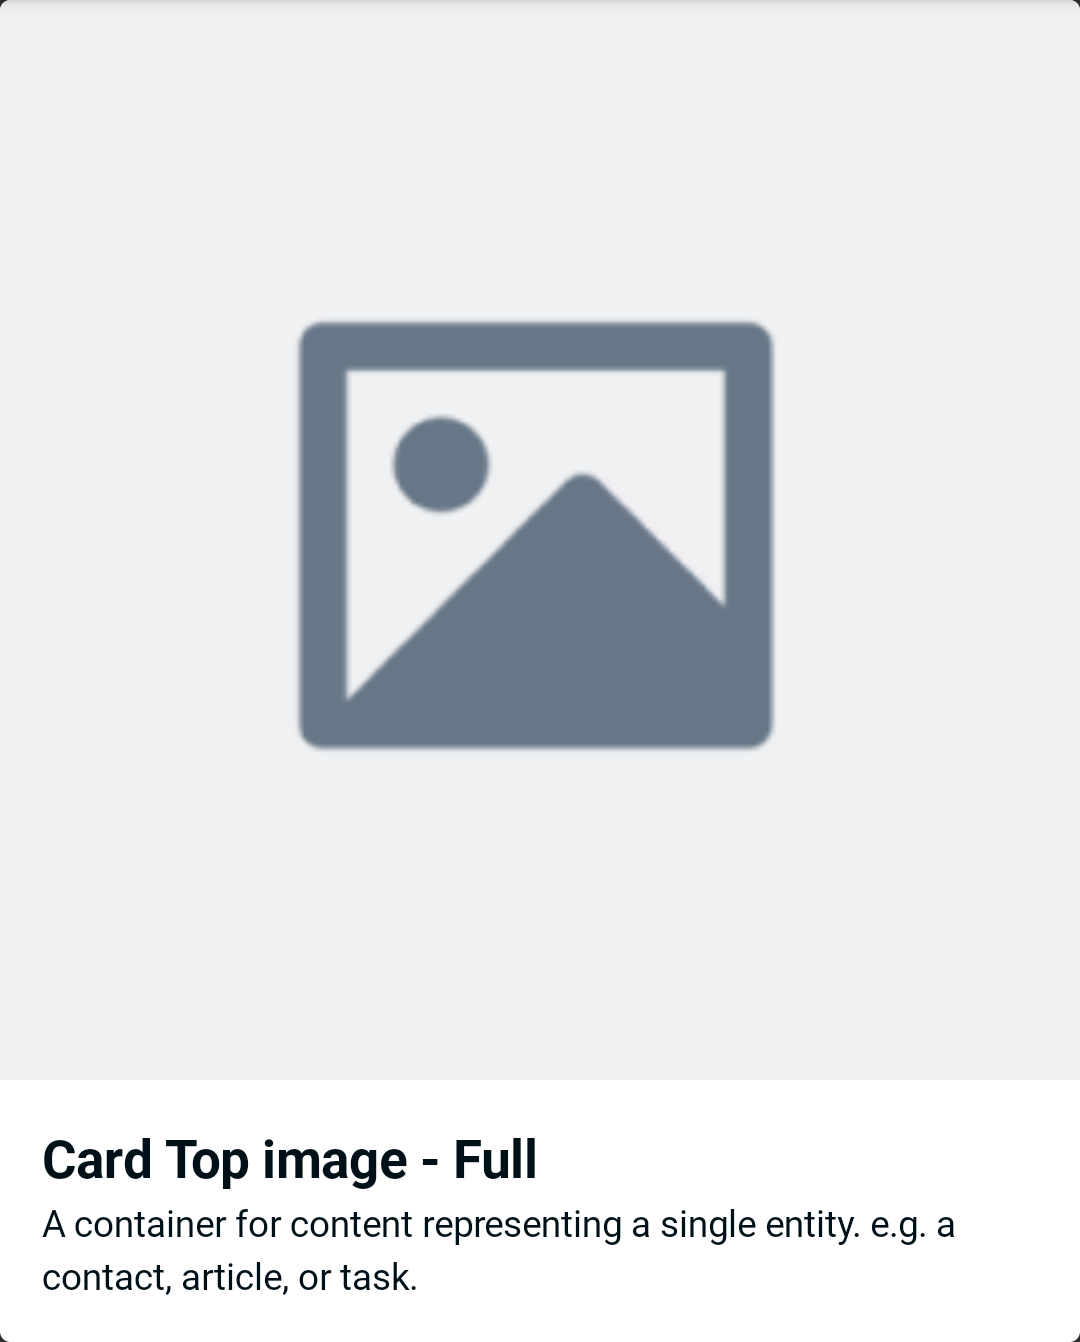 Card Top image - Full
A container for content representing a single entity. e.g. a
contact, article, or task.